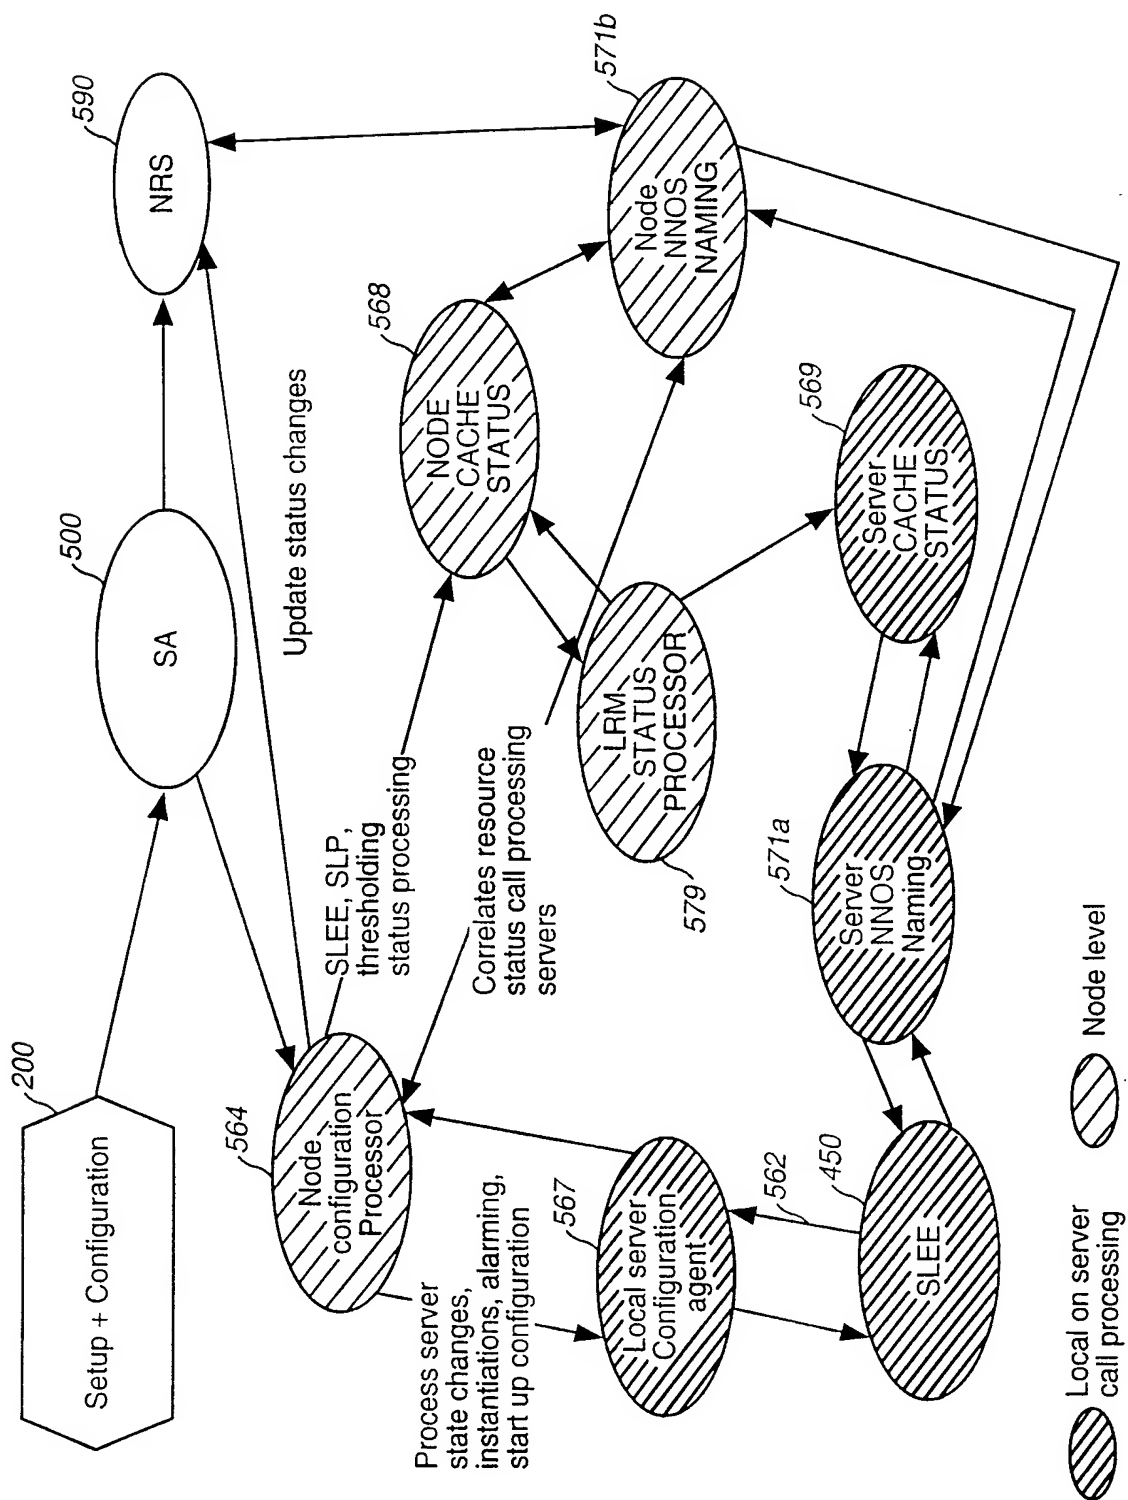 200
Setup + Configuration
500
SA
590
NRS
Update status changes
564
Node
configuration
Processor
SLEE, SLP,
thresholding
status processing
568
NODE
CACHE
STATUS
571b
Node
NNOS
NAMING
Process server
state changes,
instantiations, alarming,
start up configuration
Correlates resource
status call processing
servers
LRM
STATUS
PROCESSOR
579
567
Local server
Configuration
agent
562
450
SLEE
571a
Server
NNOS
Naming
569
Server
CACHE
STATUS
Local on server
call processing
Node level